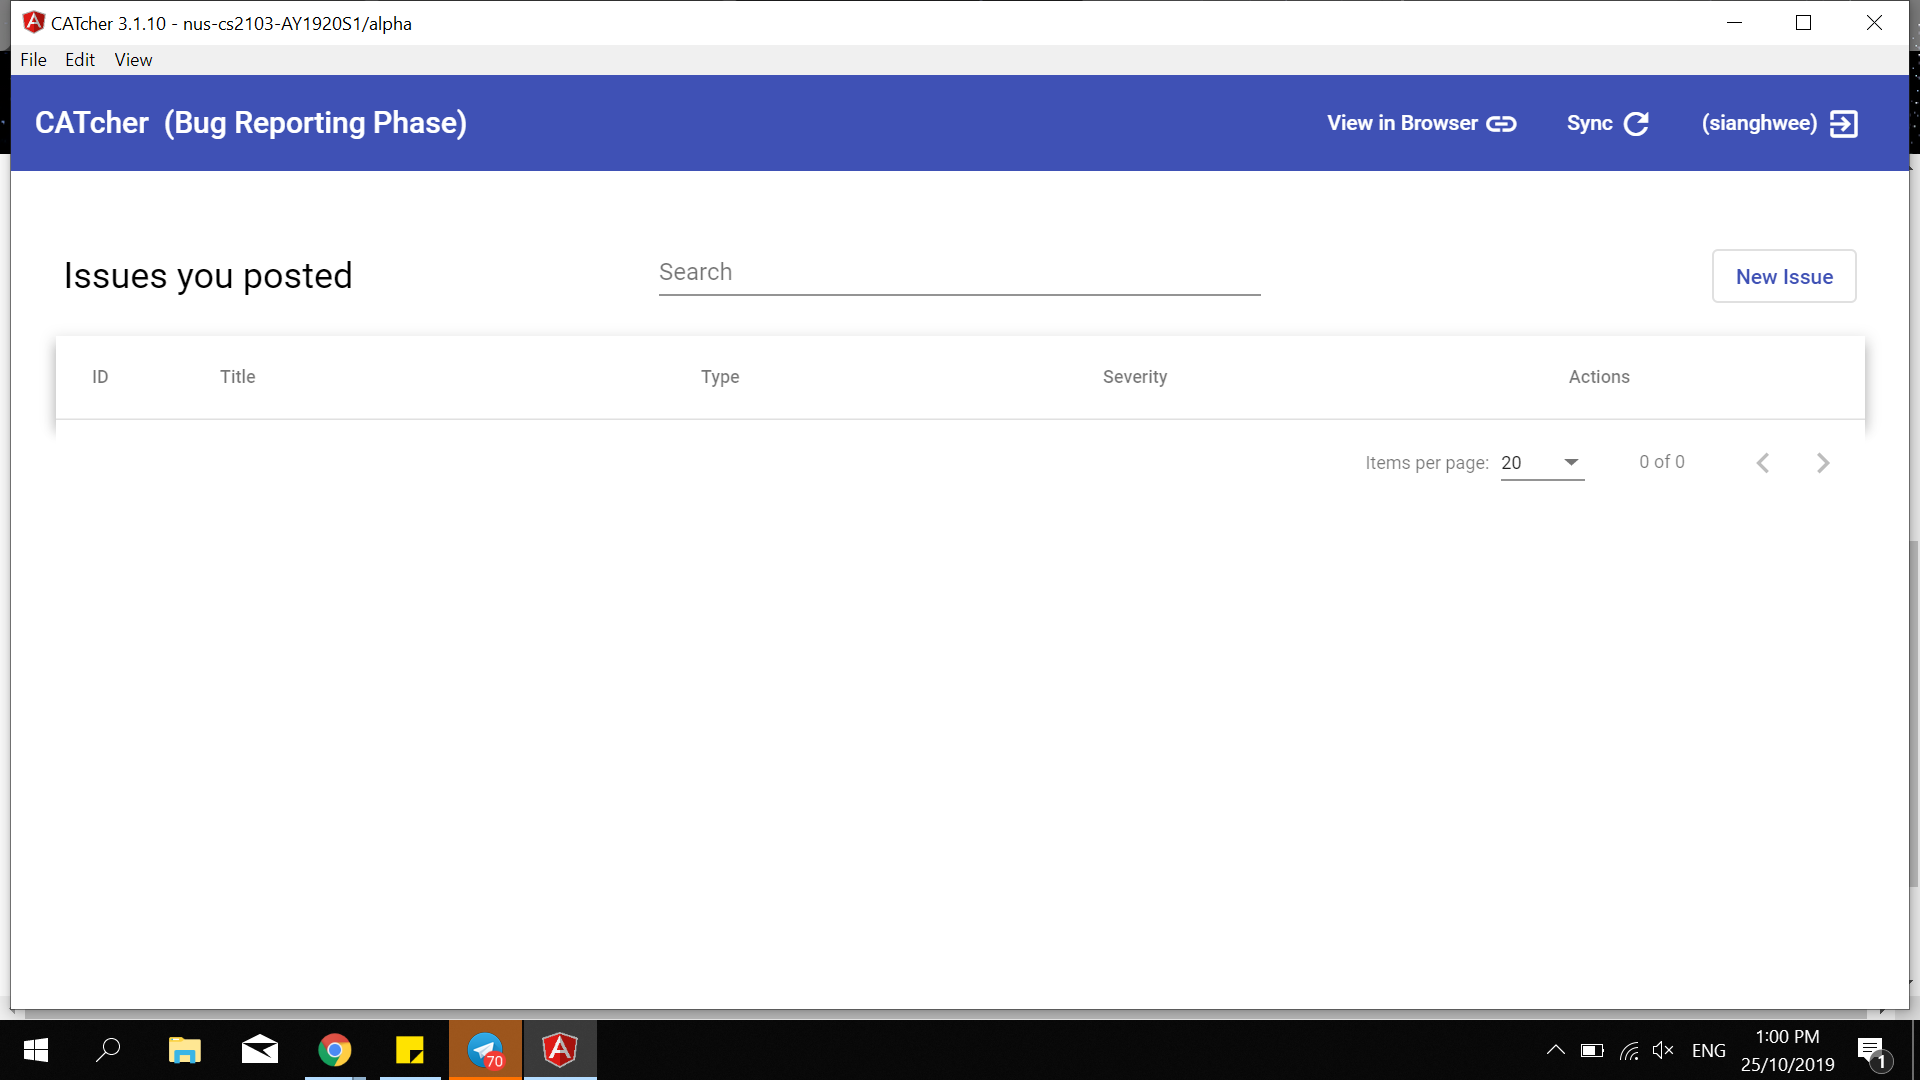 CATcher 3.1.10 - nus-cs2103-AY1920S1/alpha
File Edit View
CATcher (Bug Reporting Phase) View in Browser Sync (sianghwee)
Issues you posted Search New Issue
ID Title Type Severity Actions
Items per page: 20 0 of 0
70 ENG 1:00 PM
25/10/2019 1